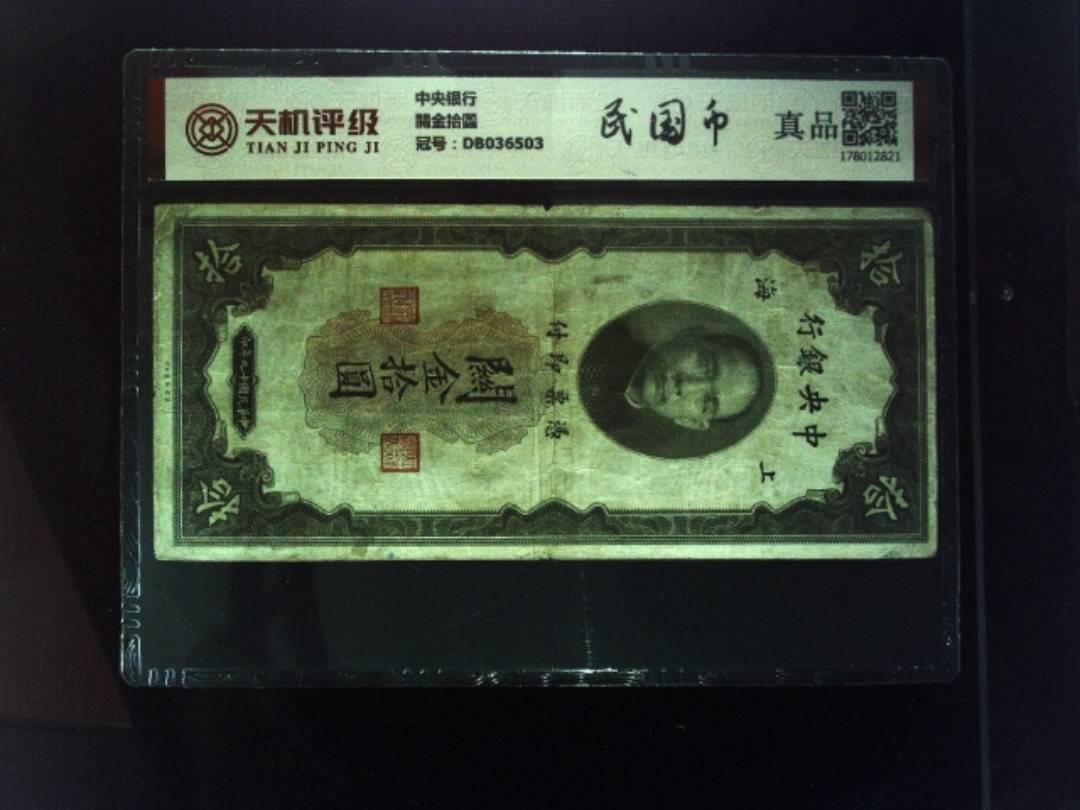 天机评级
TIAN JI PING JI
中央银行
關金拾圓
冠号：DB036503
民国币
真品
178012821
拾
拾
中央銀行
上
海
憑票即付
關金拾圓
拾
拾